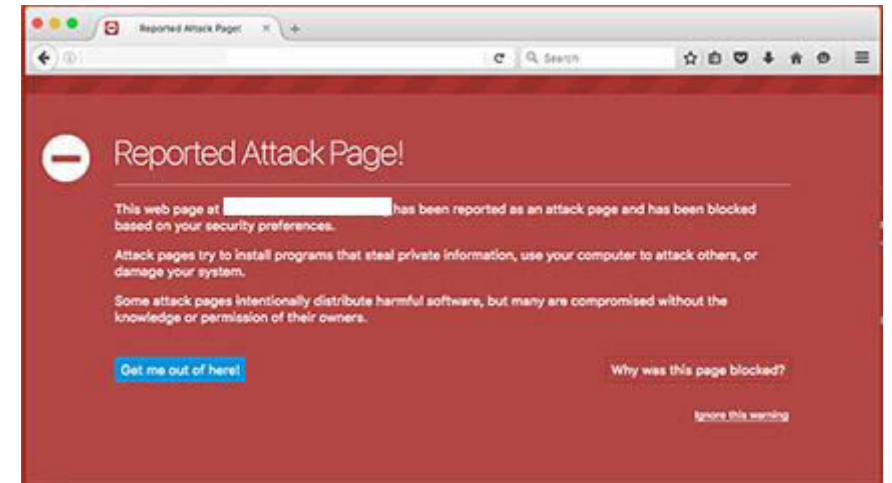 Reported Attack Page!
Search
Reported Attack Page!
This web page at has been reported as an attack page and has been blocked
based on your security preferences.
Attack pages try to install programs that steal private information, use your computer to attack others, or
damage your system.
Some attack pages intentionally distribute harmful software, but many are compromised without the
knowledge or permission of their owners.
Get me out of here!
Why was this page blocked?
Ignore this warning